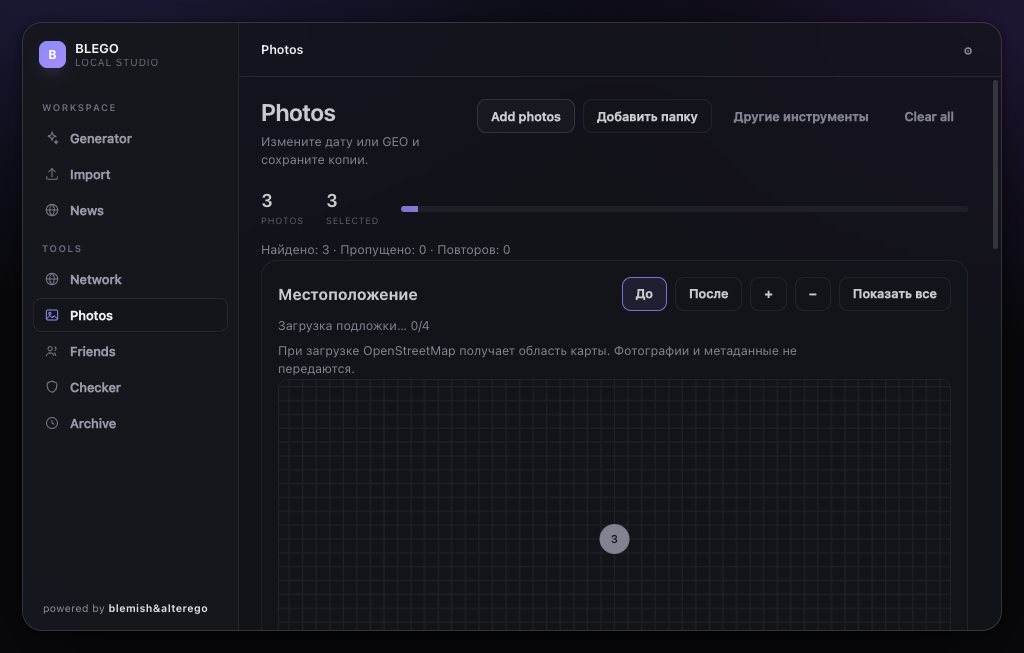 B
BLEGO
LOCAL STUDIO
WORKSPACE
Generator
Import
News
TOOLS
Network
Photos
Friends
Checker
Archive
powered by blemish&alterego
Photos
Photos
Измените дату или GEO и
сохраните копии.
Add photos
Добавить папку
Другие инструменты
Clear all
3
PHOTOS
3
SELECTED
Найдено: 3 · Пропущено: 0 · Повторов: 0
Местоположение
До
После
+
−
Показать все
Загрузка подложки… 0/4
При загрузке OpenStreetMap получает область карты. Фотографии и метаданные не
передаются.
3